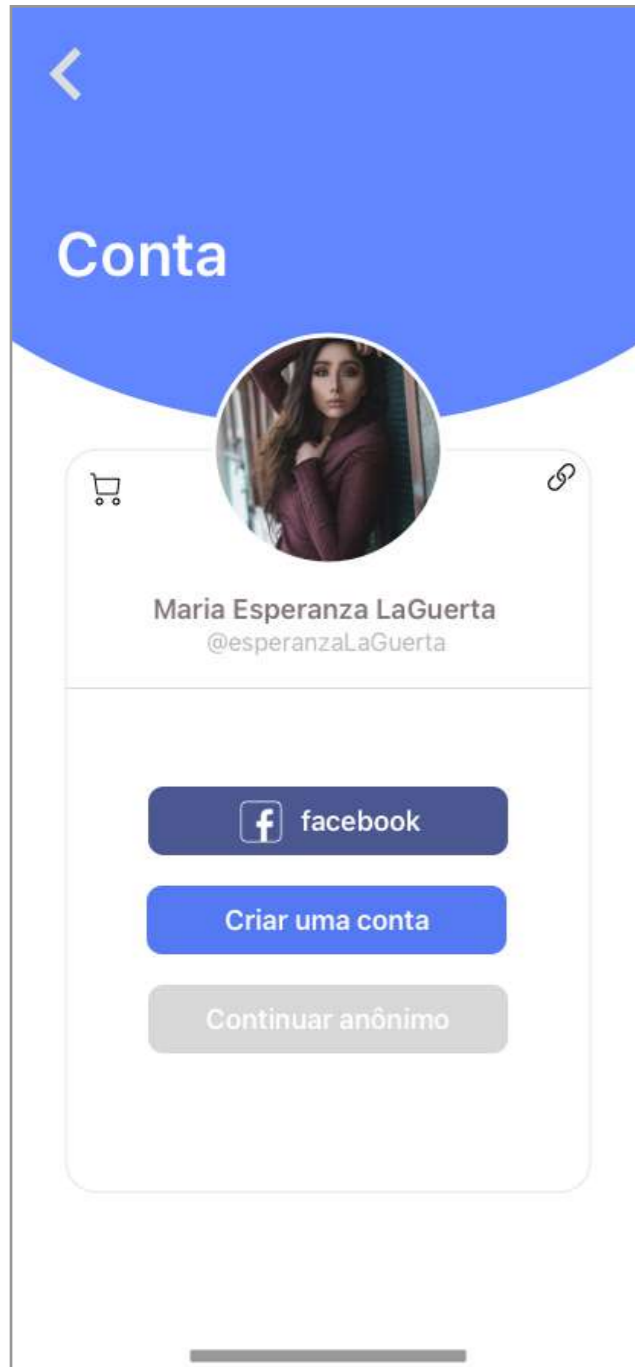 Conta
Maria Esperanza LaGuerta
@esperanzaLaGuerta
facebook
Criar uma conta
Continuar anônimo